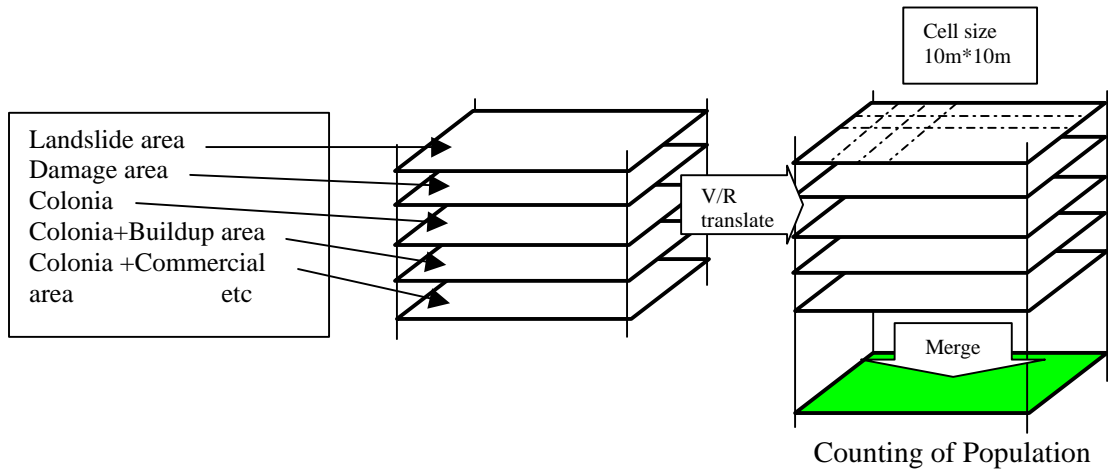 Cell size
10m*10m
Landslide area
Damage area
Colonia
Colonia+Buildup area
Colonia +Commercial
area etc
V/R
translate
Merge
Counting of Population